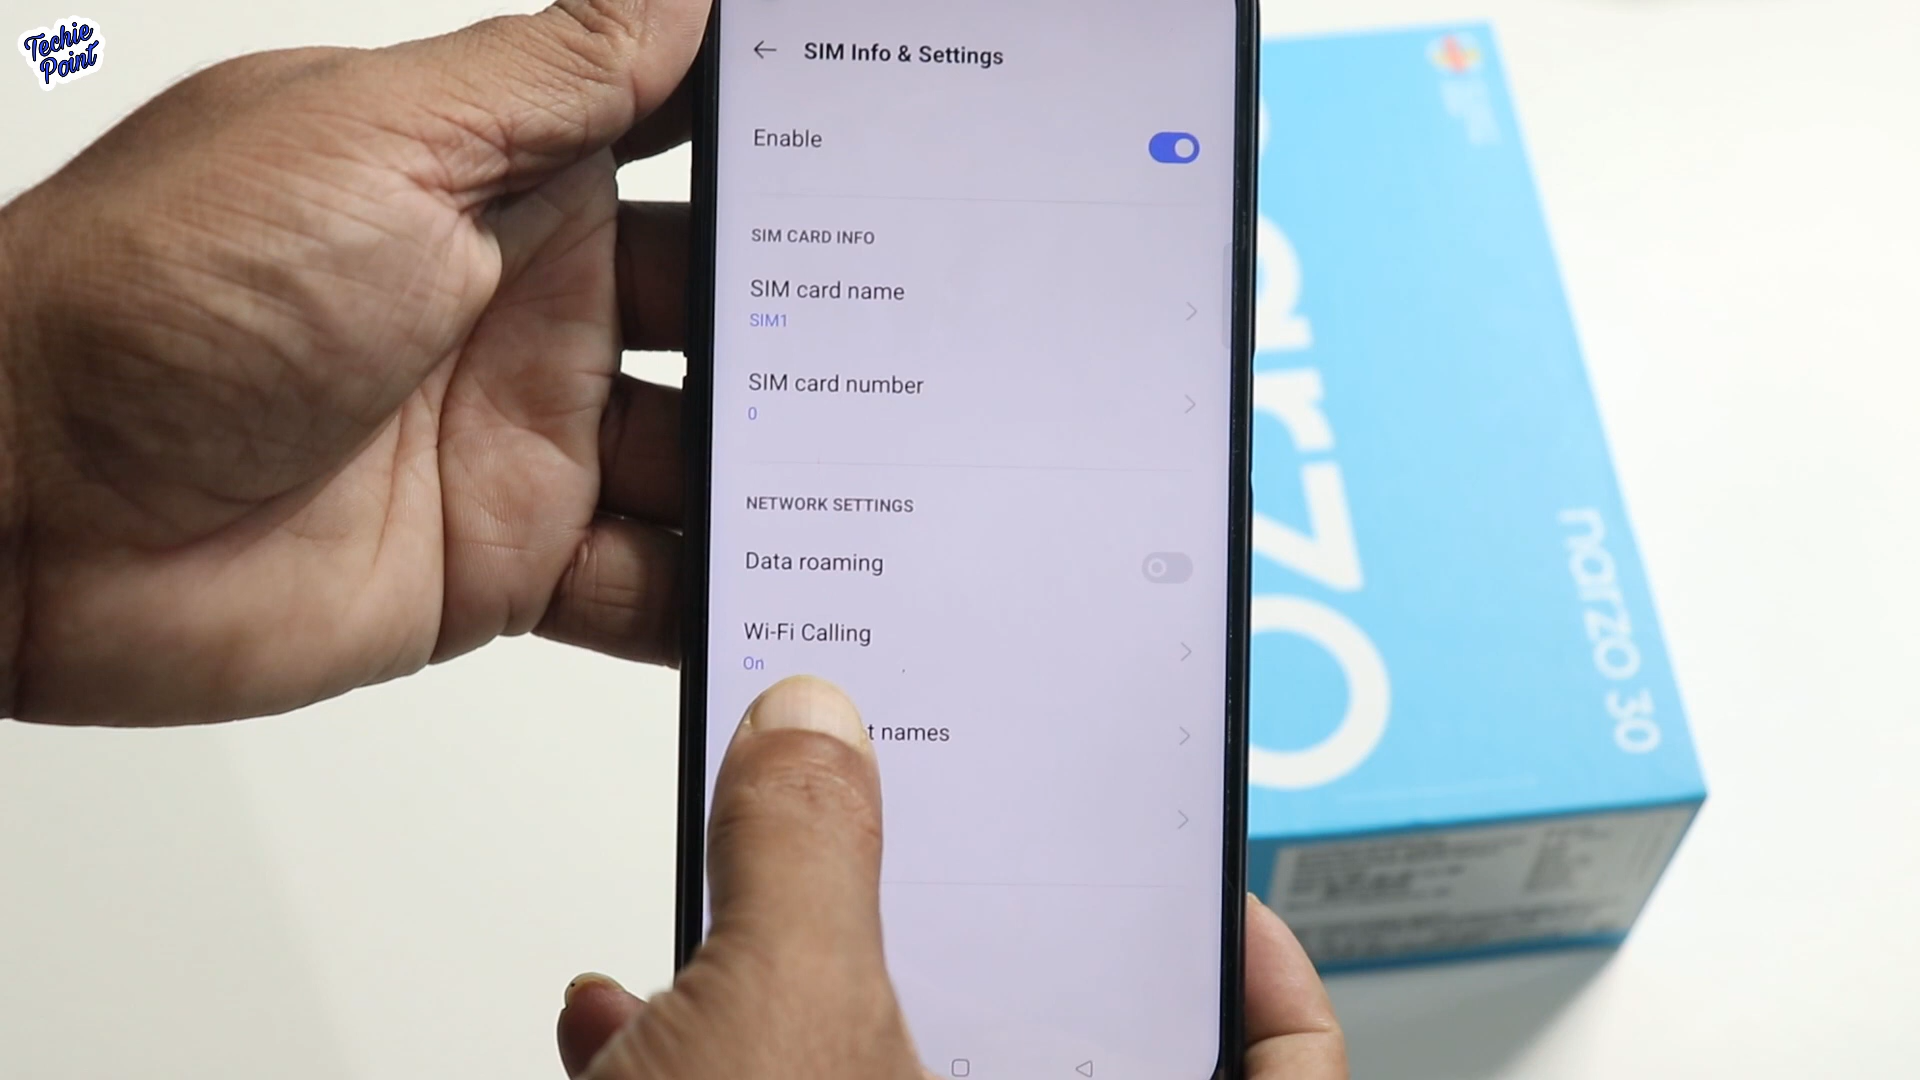 Techie
Point
SIM Info & Settings
Enable
SIM CARD INFO
SIM card name
SIM1
SIM card number
0
NETWORK SETTINGS
Data roaming
Wi-Fi Calling
On
t names
narzo 30